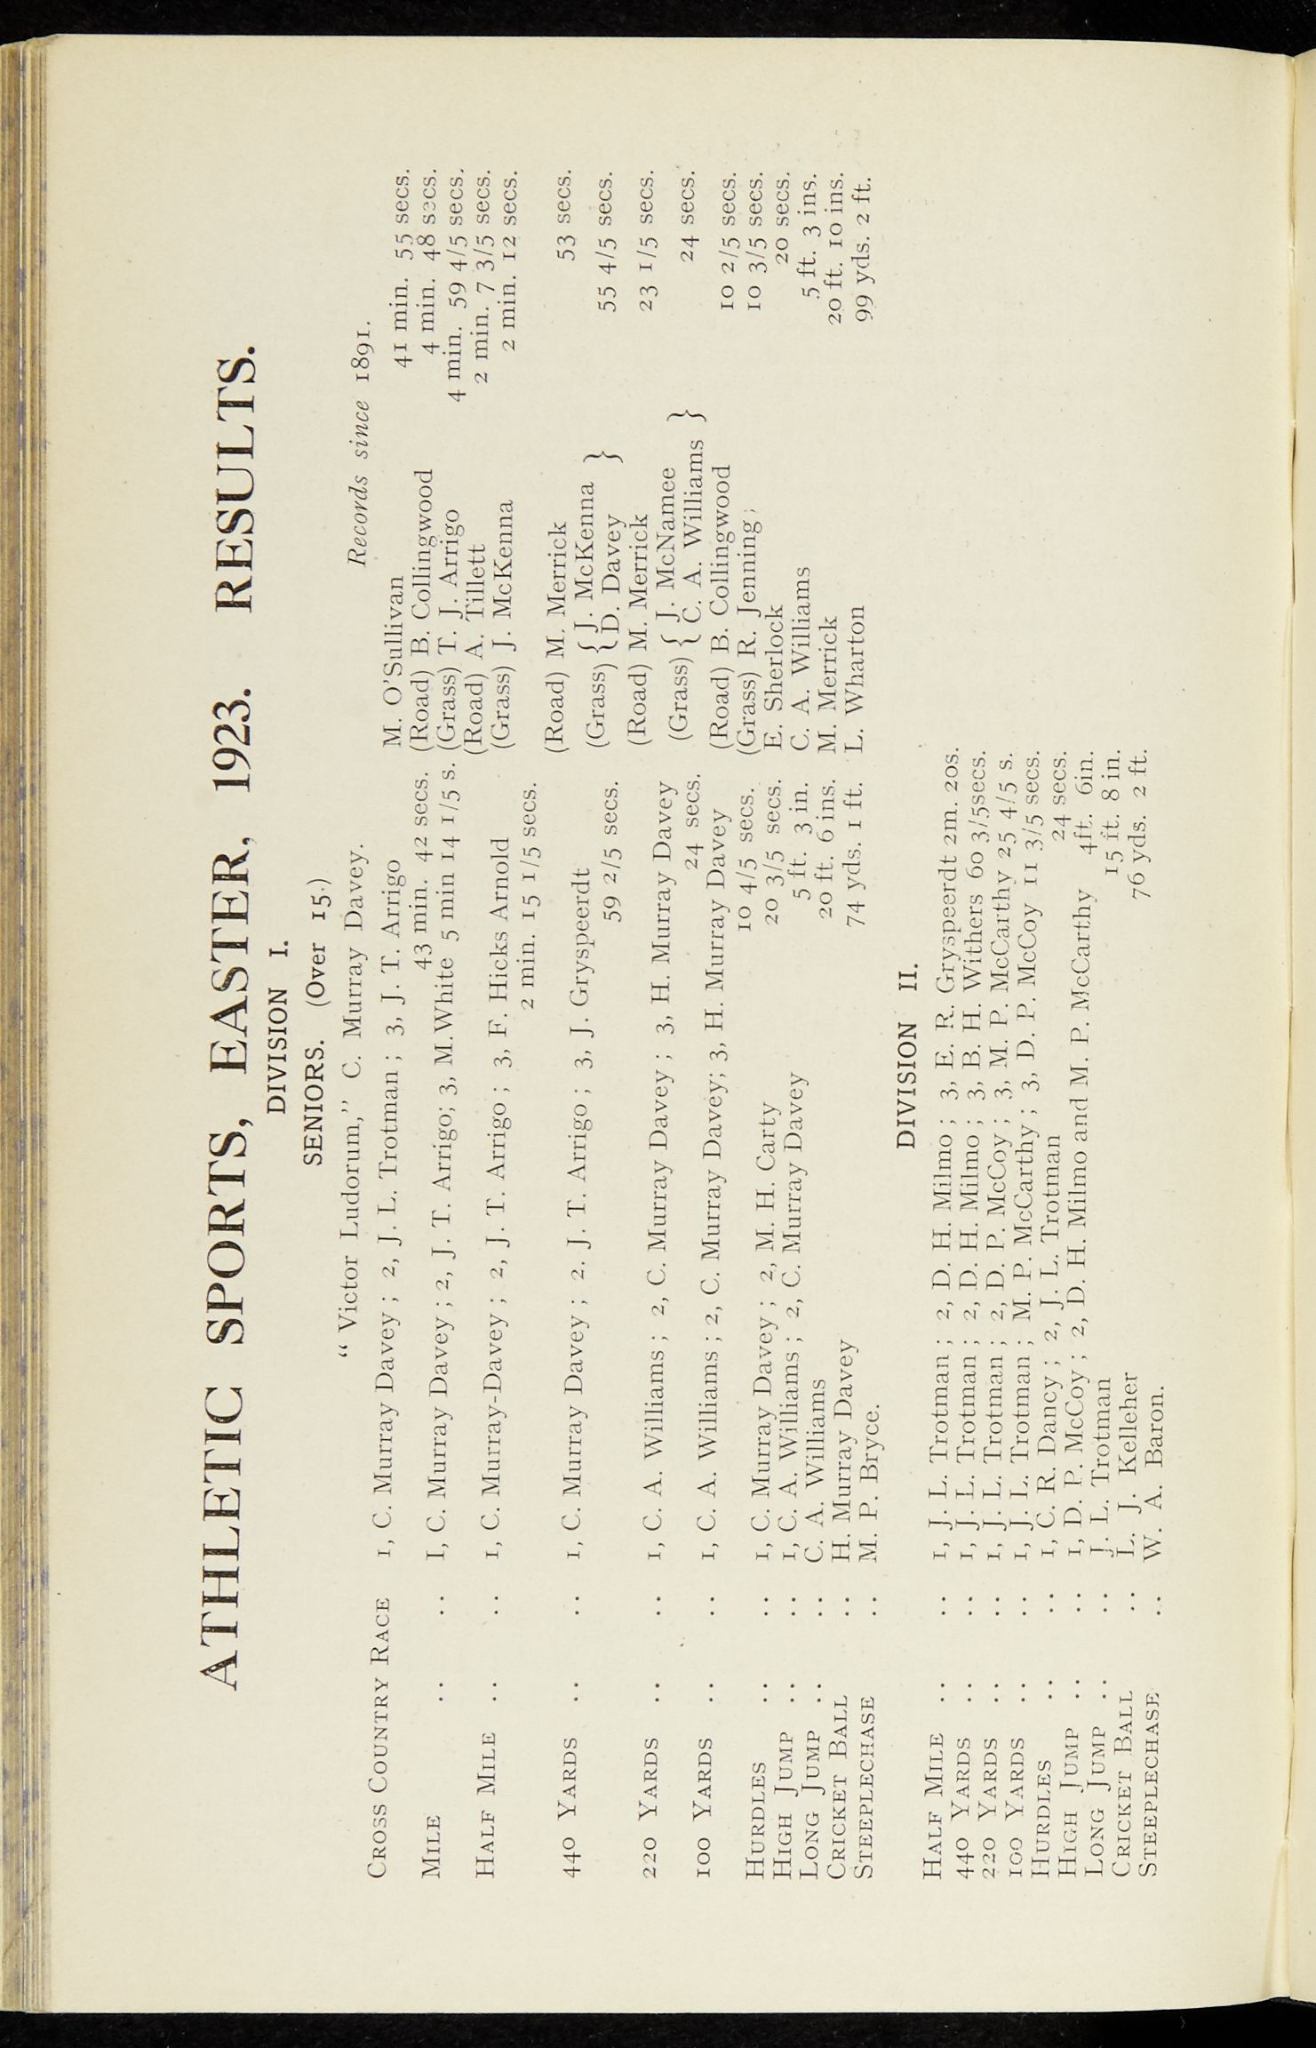 ATHLETIC SPORTS, EASTER, 1923. RESULTS.
DIVISION I.
SENIORS. (Over 15.)
“ Victor Ludorum,” C. Murray Davey. Records since 1891.
CROSS COUNTRY RACE 1, C. Murray Davey ; 2, J. L. Trotman ; 3, J. T. Arrigo M. O'Sullivan 41 min. 55 secs.
43 min. 42 secs. (Road) B. Collingwood 4 min. 48 secs.
MILE .. .. 1, C. Murray Davey ; 2, J. T. Arrigo; 3, M.White 5 min 14 1/5 s. (Grass) T. J. Arrigo 4 min. 59 4/5 secs.
(Road) A. Tillett 2 min. 7 3/5 secs.
HALF MILE .. .. 1, C. Murray-Davey ; 2, J. T. Arrigo ; 3, F. Hicks Arnold (Grass) J. McKenna 2 min. 12 secs.
2 min. 15 1/5 secs.
(Road) M. Merrick 53 secs.
440 YARDS .. .. 1, C. Murray Davey ; 2, J. T. Arrigo ; 3, J. Gryspeerdt (Grass) { J. McKenna }
59 2/5 secs. { D. Davey } 55 4/5 secs.
(Road) M. Merrick 23 1/5 secs.
220 YARDS .. .. 1, C. A. Williams ; 2, C. Murray Davey ; 3, H. Murray Davey (Grass) { J. McNamee }
24 secs. { C. A. Williams } 24 secs.
100 YARDS .. .. 1, C. A. Williams ; 2, C. Murray Davey; 3, H. Murray Davey (Road) B. Collingwood 10 2/5 secs.
10 4/5 secs. (Grass) R. Jenning; 10 3/5 secs.
HURDLES .. .. 1, C. Murray Davey ; 2, M. H. Carty 20 3/5 secs. E. Sherlock 20 secs.
HIGH JUMP .. .. 1, C. A. Williams ; 2, C. Murray Davey 5 ft. 3 in. C. A. Williams 5 ft. 3 ins.
LONG JUMP .. .. C. A. Williams 20 ft. 6 ins. M. Merrick 20 ft. 10 ins.
CRICKET BALL .. H. Murray Davey 74 yds. 1 ft. L. Wharton 99 yds. 2 ft.
STEEPLECHASE .. M. P. Bryce.
DIVISION II.
HALF MILE .. .. 1, J. L. Trotman ; 2, D. H. Milmo ; 3, E. R. Gryspeerdt 2m. 20s.
440 YARDS .. .. 1, J. L. Trotman ; 2, D. H. Milmo ; 3, B. H. Withers 60 3/5secs.
220 YARDS .. .. 1, J. L. Trotman ; 2, D. P. McCoy ; 3, M. P. McCarthy 25 4/5 s.
100 YARDS .. .. 1, J. L. Trotman ; M. P. McCarthy ; 3, D. P. McCoy 11 3/5 secs.
HURDLES .. .. 1, C. R. Dancy ; 2, J. L. Trotman 24 secs.
HIGH JUMP .. .. 1, D. P. McCoy ; 2, D. H. Milmo and M. P. McCarthy 4ft. 6in.
LONG JUMP .. .. J. L. Trotman 15 ft. 8 in.
CRICKET BALL .. L. J. Kelleher 76 yds. 2 ft.
STEEPLECHASE .. W. A. Baron.